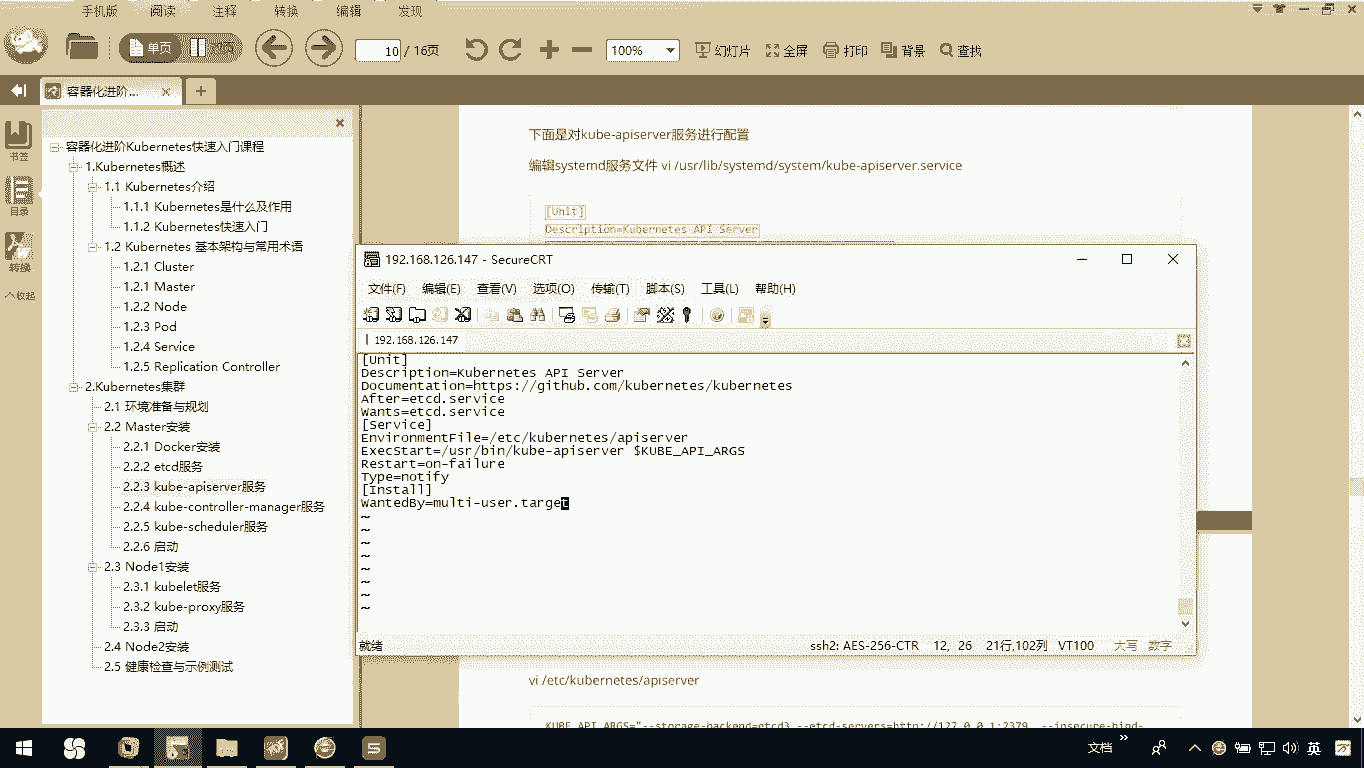 手机版 阅读 注释 转换 编辑 发现
单页 双页 10 / 16页 100% 幻灯片 全屏 打印 背景 查找
容器化进阶...
书签
目录
转换
收起
容器化进阶Kubernetes快速入门课程
1.Kubernetes概述
1.1 Kubernetes介绍
1.1.1 Kubernetes是什么及作用
1.1.2 Kubernetes快速入门
1.2 Kubernetes 基本架构与常用术语
1.2.1 Cluster
1.2.1 Master
1.2.2 Node
1.2.3 Pod
1.2.4 Service
1.2.5 Replication Controller
2.Kubernetes集群
2.1 环境准备与规划
2.2 Master安装
2.2.1 Docker安装
2.2.2 etcd服务
2.2.3 kube-apiserver服务
2.2.4 kube-controller-manager服务
2.2.5 kube-scheduler服务
2.2.6 启动
2.3 Node1安装
2.3.1 kubelet服务
2.3.2 kube-proxy服务
2.3.3 启动
2.4 Node2安装
2.5 健康检查与示例测试
下面是对kube-apiserver服务进行配置
编辑systemd服务文件 vi /usr/lib/systemd/system/kube-apiserver.service
[Unit]
Description=Kubernetes API Server
192.168.126.147 - SecureCRT
文件(F) 编辑(E) 查看(V) 选项(O) 传输(T) 脚本(S) 工具(L) 帮助(H)
192.168.126.147
[Unit]
Description=Kubernetes API Server
Documentation=https://github.com/kubernetes/kubernetes
After=etcd.service
Wants=etcd.service
[Service]
EnvironmentFile=/etc/kubernetes/apiserver
ExecStart=/usr/bin/kube-apiserver $KUBE_API_ARGS
Restart=on-failure
Type=notify
[Install]
WantedBy=multi-user.target
~
~
~
~
~
~
~
~
就绪 ssh2: AES-256-CTR 12, 26 21行,102列 VT100 大写 数字
vi /etc/kubernetes/apiserver
KUBE_API_ARGS="--storage-backend=etcd3 --etcd-servers=http://127.0.0.1:2379 --insecure-bind-
文档 英